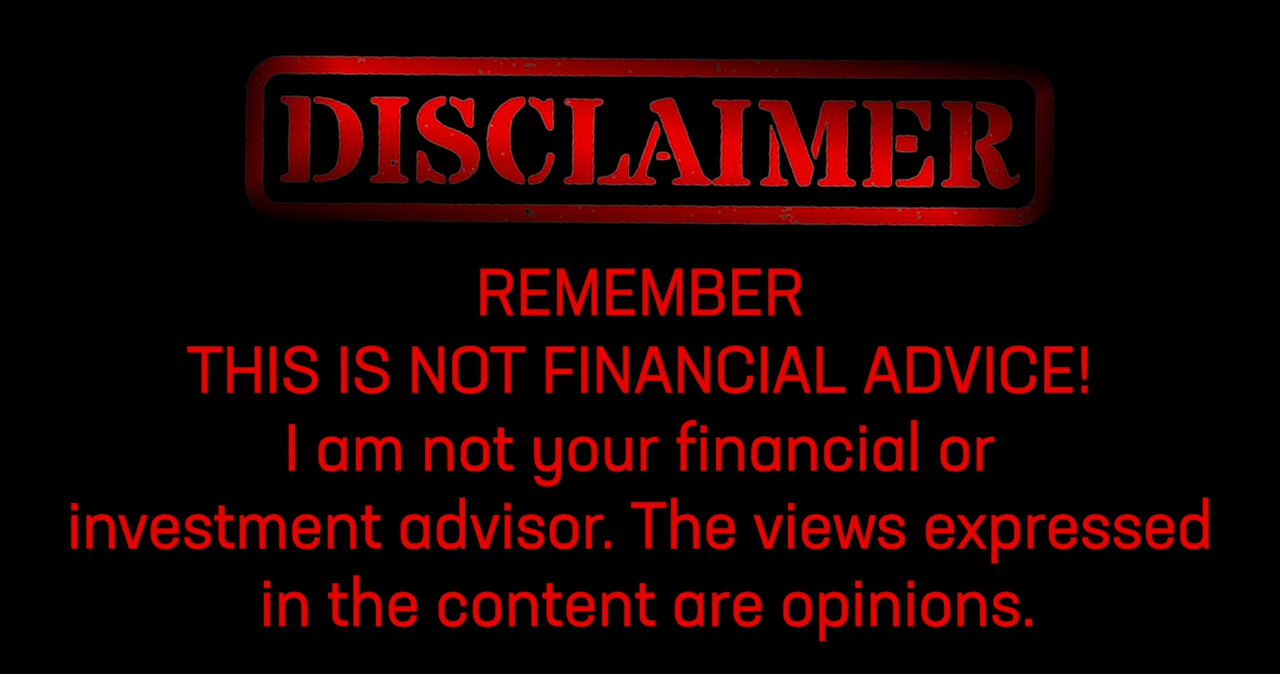 DISCLAIMER
REMEMBER
THIS IS NOT FINANCIAL ADVICE!
I am not your financial or
investment advisor. The views expressed
in the content are opinions.